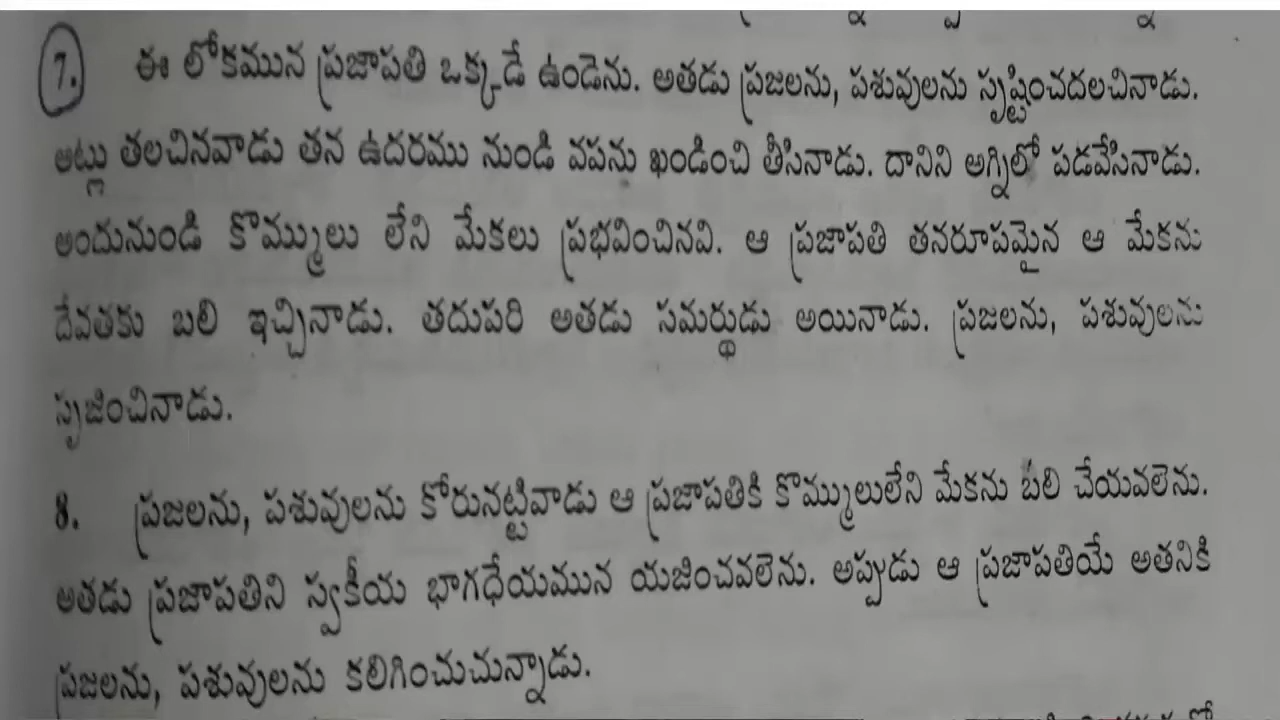 7. ఈ లోకమున ప్రజాపతి ఒక్కడే ఉండెను. అతడు ప్రజలను, పశువులను సృష్టించదలచినాడు.
అట్లు తలచినవాడు తన ఉదరము నుండి వపను ఖండించి తీసినాడు. దానిని అగ్నిలో పడవేసినాడు.
అందునుండి కొమ్ములు లేని మేకలు ప్రభవించినవి. ఆ ప్రజాపతి తనరూపమైన ఆ మేకను
దేవతకు బలి ఇచ్చినాడు. తదుపరి అతడు సమర్థుడు అయినాడు. ప్రజలను, పశువులను
సృజించినాడు.
8. ప్రజలను, పశువులను కోరునట్టివాడు ఆ ప్రజాపతికి కొమ్ములులేని మేకను బలి చేయవలెను.
అతడు ప్రజాపతిని స్వకీయ భాగధేయమున యజించవలెను. అప్పుడు ఆ ప్రజాపతియే అతనికి
ప్రజలను, పశువులను కలిగించుచున్నాడు.